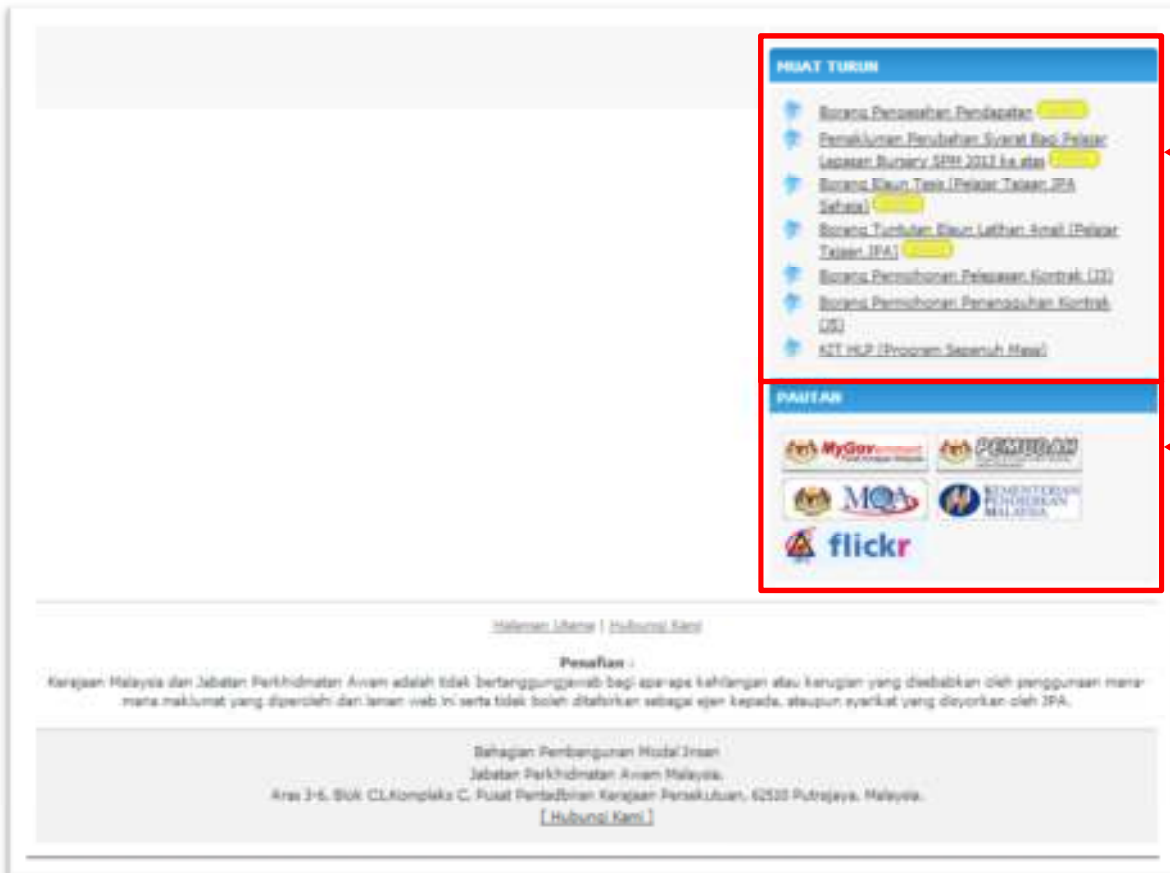 MUAT TURUN
Borang Pengesahan Pendapatan
Pemakluman Perubahan Syarat Bagi Pelajar
Lepasan Bursary SPM 2013 ke atas
Borang Elaun Tesis (Pelajar Tajaan JPA
Sahaja)
Borang Tuntutan Elaun Latihan Amali (Pelajar
Tajaan JPA)
Borang Permohonan Pelepasan Kontrak (J3)
Borang Permohonan Penangguhan Kontrak
(J5)
KIT HLP (Program Sepenuh Masa)
PAUTAN
MyGovernment
PEMUDAH
MQA
KEMENTERIAN
PENDIDIKAN
MALAYSIA
flickr
Halaman Utama | Hubungi Kami
Penafian :
Kerajaan Malaysia dan Jabatan Perkhidmatan Awam adalah tidak bertanggungjawab bagi apa-apa kehilangan atau kerugian yang disebabkan oleh penggunaan mana-
mana maklumat yang diperolehi dari laman web ini serta tidak boleh ditafsirkan sebagai ejen kepada, ataupun syarikat yang disyorkan oleh JPA.
Bahagian Pembangunan Modal Insan
Jabatan Perkhidmatan Awam Malaysia.
Aras 3-6, Blok C1,Kompleks C, Pusat Pentadbiran Kerajaan Persekutuan, 62510 Putrajaya, Malaysia.
[ Hubungi Kami ]